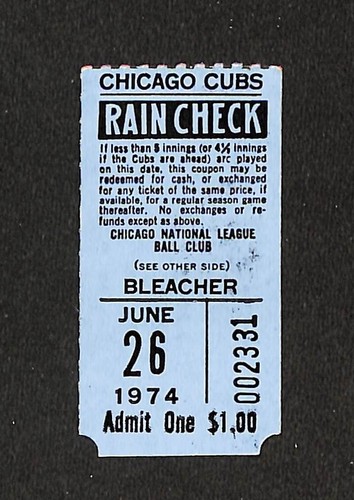 CHICAGO CUBS
RAIN CHECK
If less than 5 innings (or 4½ innings
if the Cubs are ahead) are played
on this date, this coupon may be
redeemed for cash, or exchanged
for any ticket of the same price, if
available, for a regular season game
thereafter. No exchanges or re-
funds except as above.
CHICAGO NATIONAL LEAGUE
BALL CLUB
(SEE OTHER SIDE)
BLEACHER
JUNE
26
1974
002331
Admit One $1.00